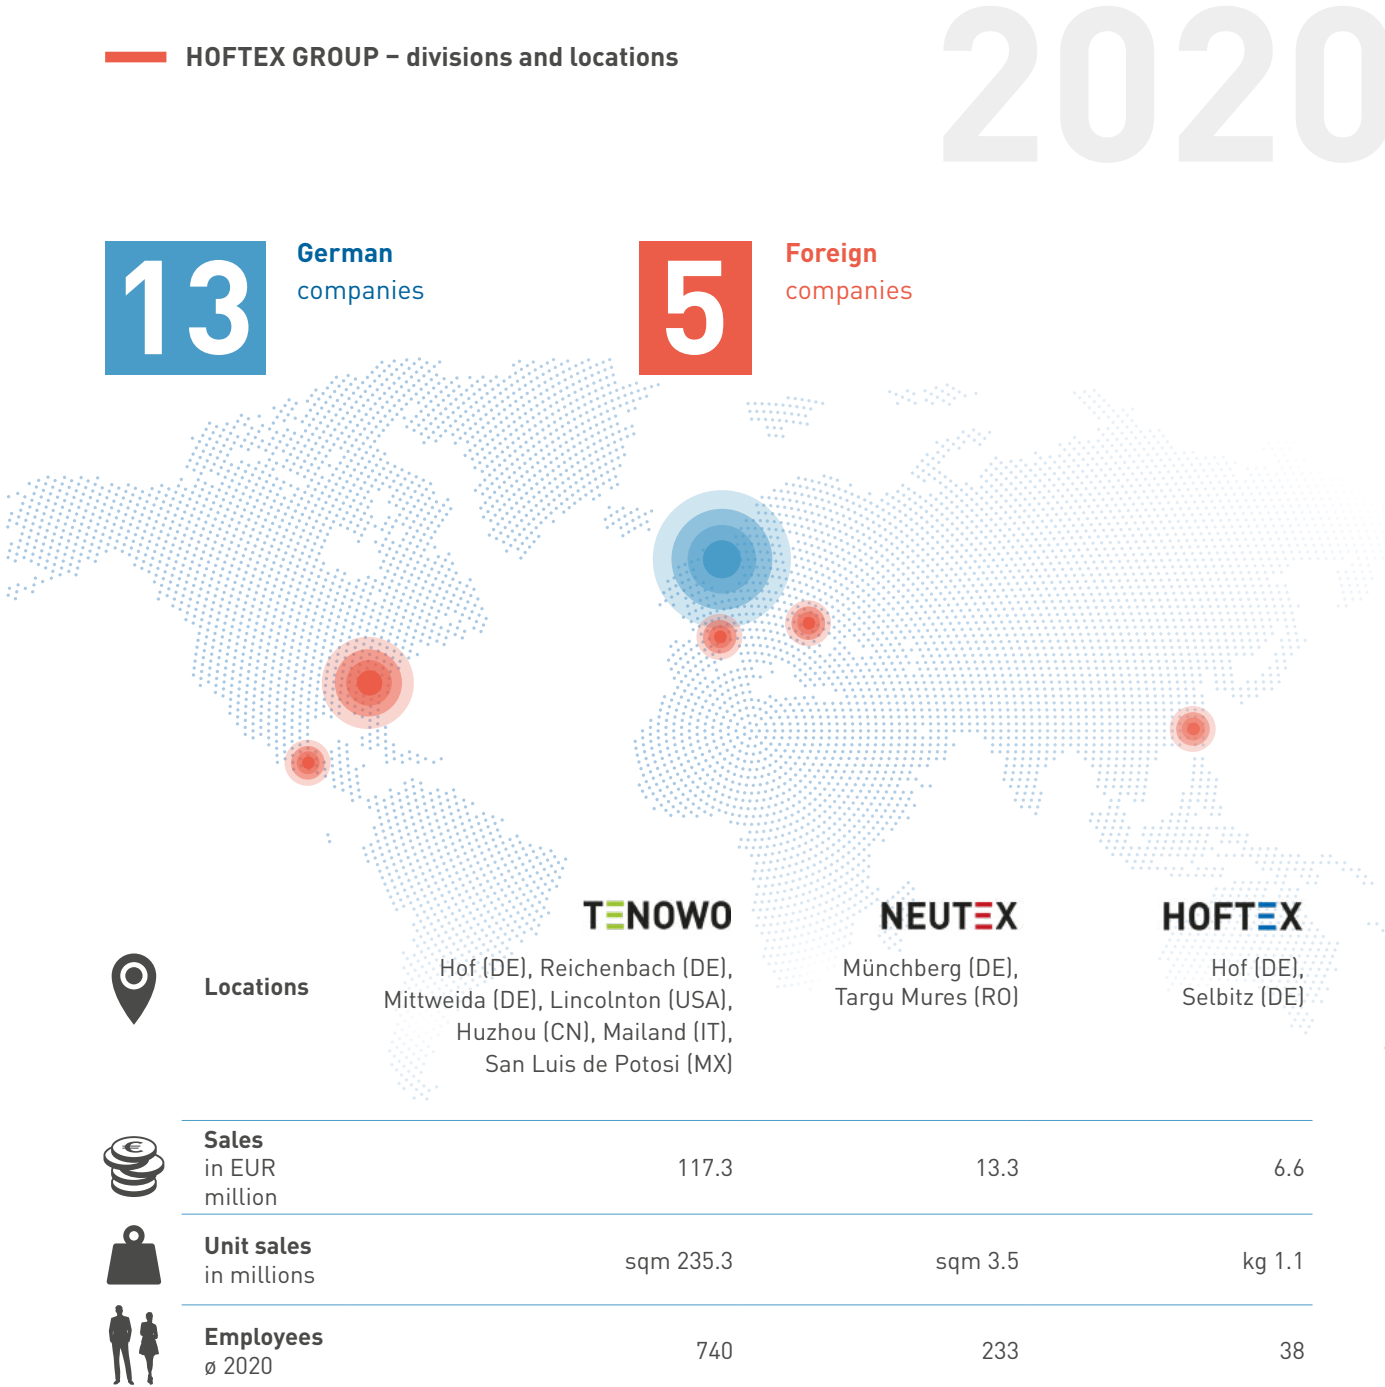 2020
HOFTEX GROUP – divisions and locations
13
German
companies
5
Foreign
companies
TENOWO
NEUTEX
HOFTEX
Locations
Hof (DE), Reichenbach (DE),
Mittweida (DE), Lincolnton (USA),
Huzhou (CN), Mailand (IT),
San Luis de Potosi (MX)
Münchberg (DE),
Targu Mures (RO)
Hof (DE),
Selbitz (DE)
€
Sales
in EUR
million
117.3
13.3
6.6
Unit sales
in millions
sqm 235.3
sqm 3.5
kg 1.1
Employees
ø 2020
740
233
38